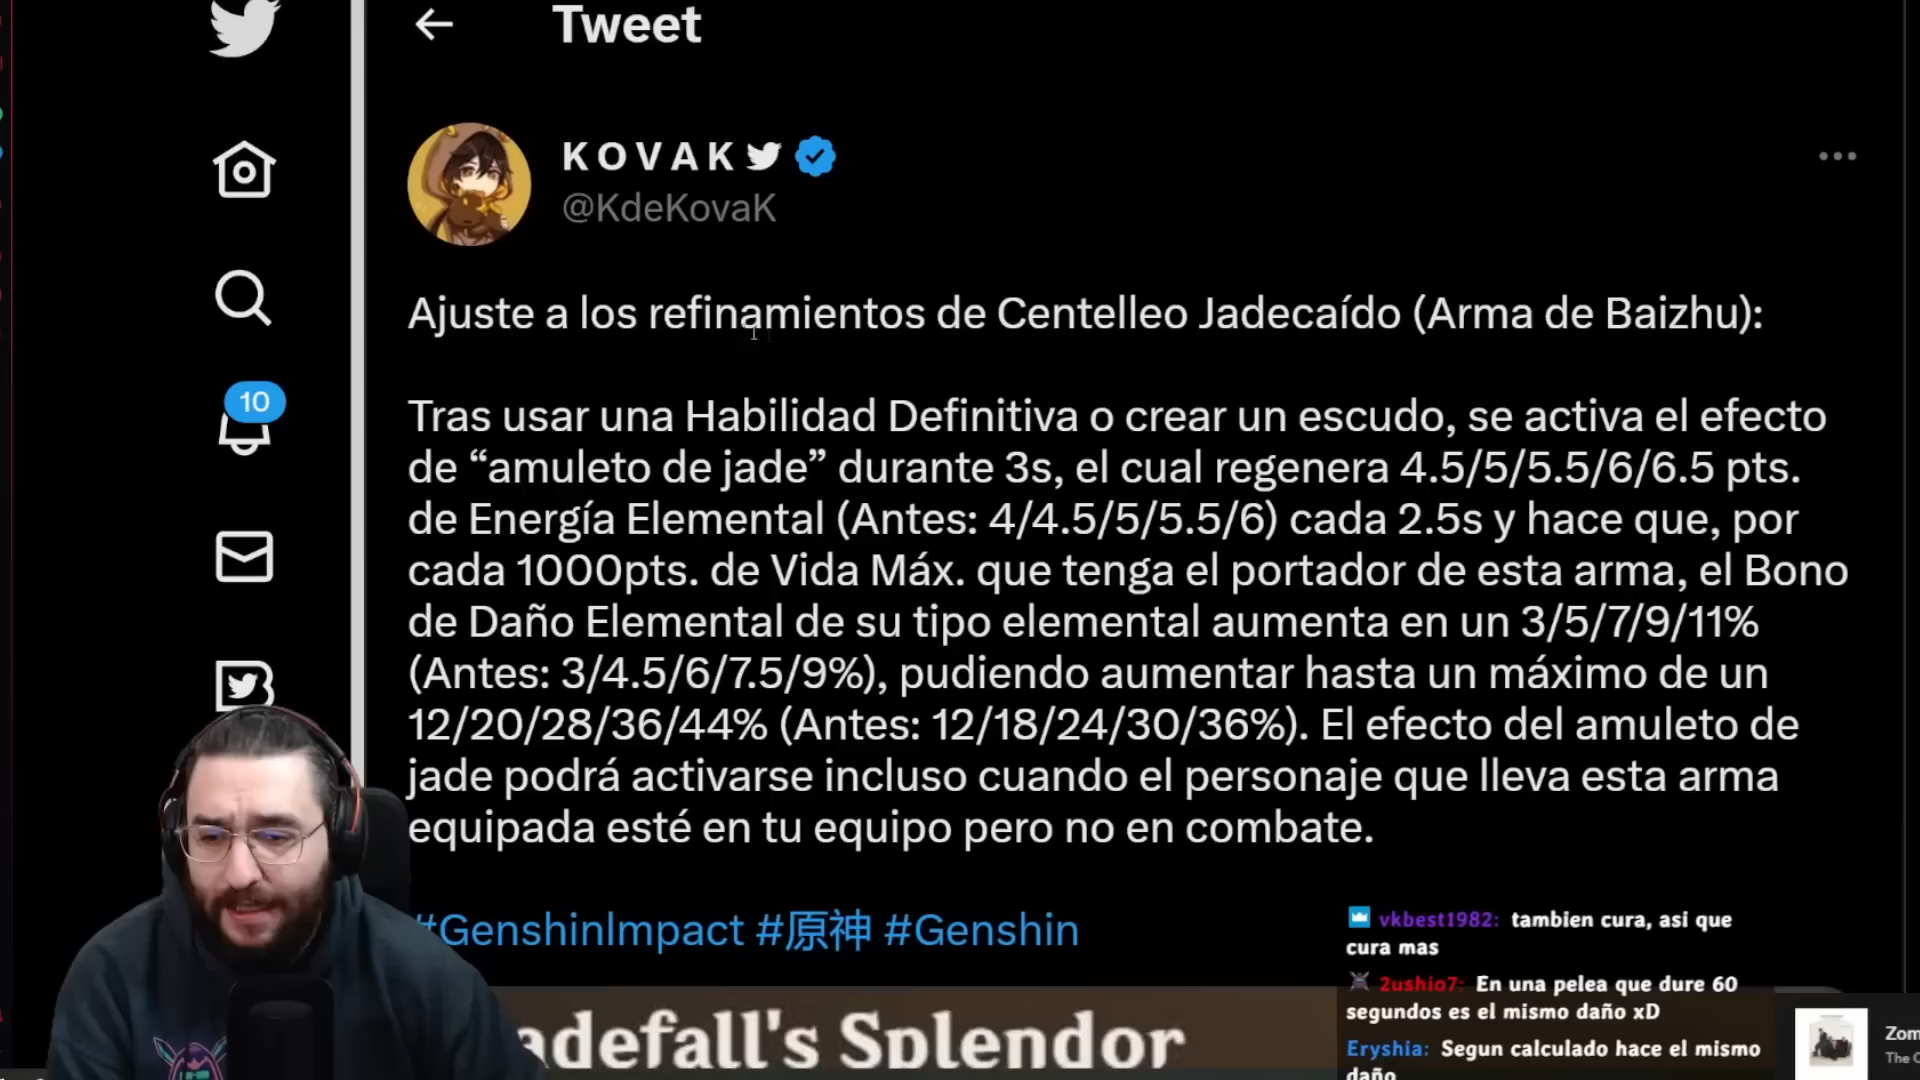 Tweet
K O V A K
@KdeKovaK
Ajuste a los refinamientos de Centelleo Jadecaído (Arma de Baizhu):
10
Tras usar una Habilidad Definitiva o crear un escudo, se activa el efecto
de “amuleto de jade” durante 3s, el cual regenera 4.5/5/5.5/6/6.5 pts.
de Energía Elemental (Antes: 4/4.5/5/5.5/6) cada 2.5s y hace que, por
cada 1000pts. de Vida Máx. que tenga el portador de esta arma, el Bono
de Daño Elemental de su tipo elemental aumenta en un 3/5/7/9/11%
(Antes: 3/4.5/6/7.5/9%), pudiendo aumentar hasta un máximo de un
12/20/28/36/44% (Antes: 12/18/24/30/36%). El efecto del amuleto de
jade podrá activarse incluso cuando el personaje que lleva esta arma
equipada esté en tu equipo pero no en combate.
#GenshinImpact #原神 #Genshin
vkbest1982: tambien cura, asi que
cura mas
2ushio7: En una pelea que dure 60
segundos es el mismo daño xD
Eryshia: Segun calculado hace el mismo
daño
adefall's Splendor
Zom
The